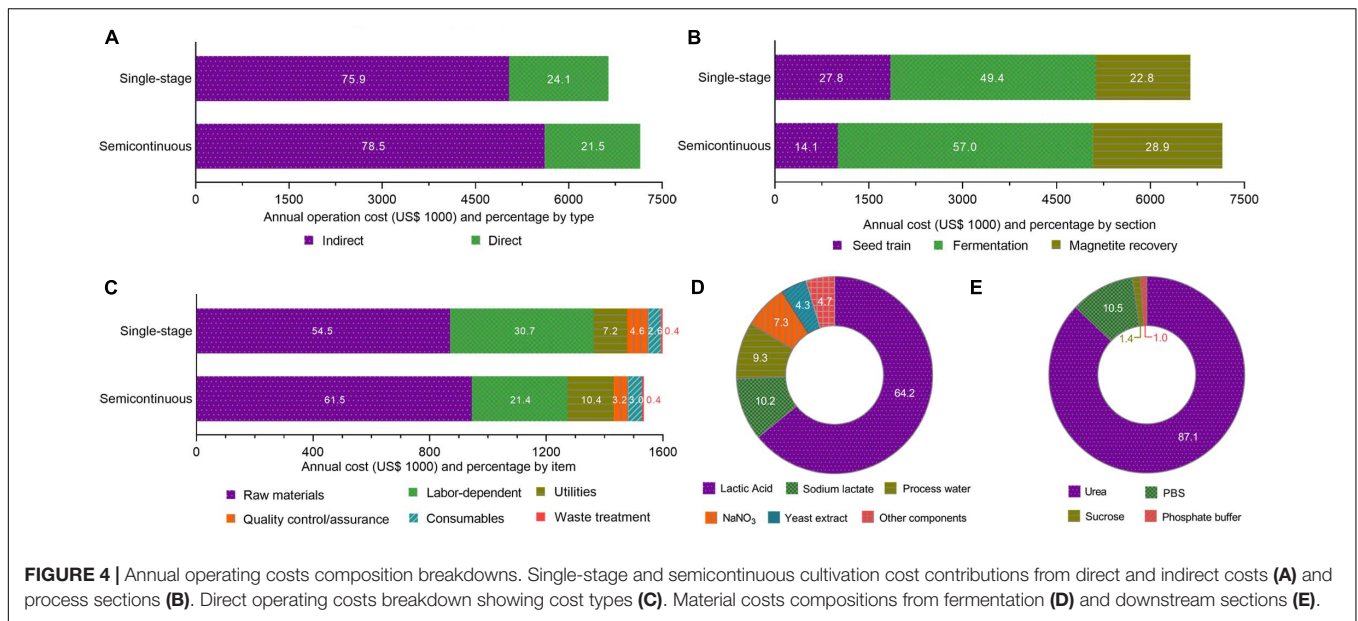 A
Single-stage
75.9
24.1
Semicontinuous
78.5
21.5
0
1500
3000
4500
6000
7500
Annual operation cost (US$ 1000) and percentage by type
Indirect
Direct
B
Single-stage
27.8
49.4
22.8
Semicontinuous
14.1
57.0
28.9
0
1500
3000
4500
6000
7500
Annual cost (US$ 1000) and percentage by section
Seed train
Fermentation
Magnetite recovery
C
Single-stage
54.5
30.7
7.2
4.6
2.6
0.4
Semicontinuous
61.5
21.4
10.4
3.2
3.0
0.4
0
400
800
1200
1600
Annual cost (US$ 1000) and percentage by item
Raw materials
Labor-dependent
Utilities
Quality control/assurance
Consumables
Waste treatment
D
4.7
4.3
7.3
9.3
10.2
64.2
Lactic Acid
Sodium lactate
Process water
NaNO₃
Yeast extract
Other components
E
10.5
1.4
1.0
87.1
Urea
PBS
Sucrose
Phosphate buffer
FIGURE 4 | Annual operating costs composition breakdowns. Single-stage and semicontinuous cultivation cost contributions from direct and indirect costs (A) and
process sections (B). Direct operating costs breakdown showing cost types (C). Material costs compositions from fermentation (D) and downstream sections (E).